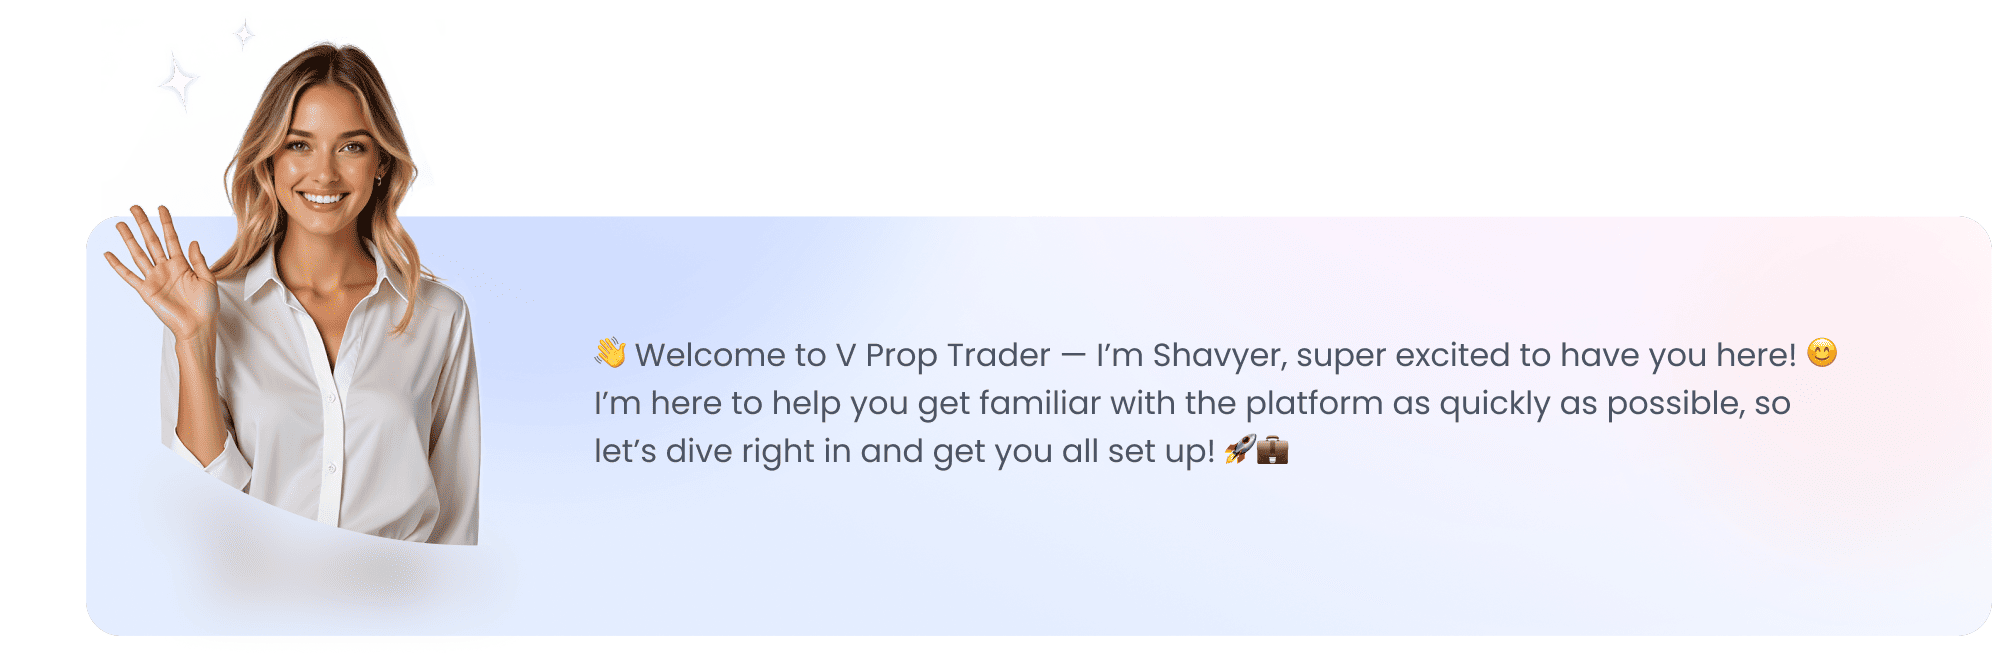 👋 Welcome to V Prop Trader — I’m Shavyer, super excited to have you here! 😊
I’m here to help you get familiar with the platform as quickly as possible, so
let’s dive right in and get you all set up! 🚀💼